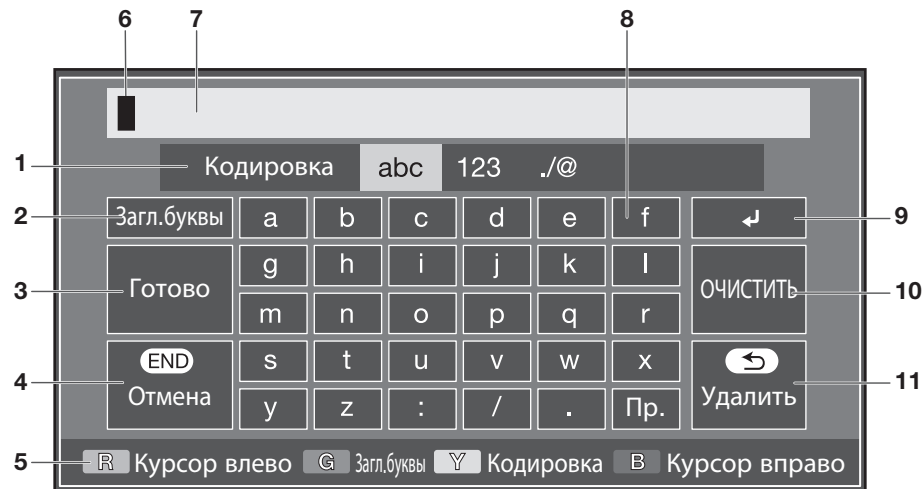 6 7 8
1 Кодировка abc 123 ./@
2 Загл.буквы a b c d e f 9
g h i j k l
3 Готово ОЧИСТИТЬ 10
m n o p q r
END s t u v w x
4 Отмена Удалить 11
y z : / . Пр.
5 R Курсор влево G Загл.буквы Y Кодировка B Курсор вправо